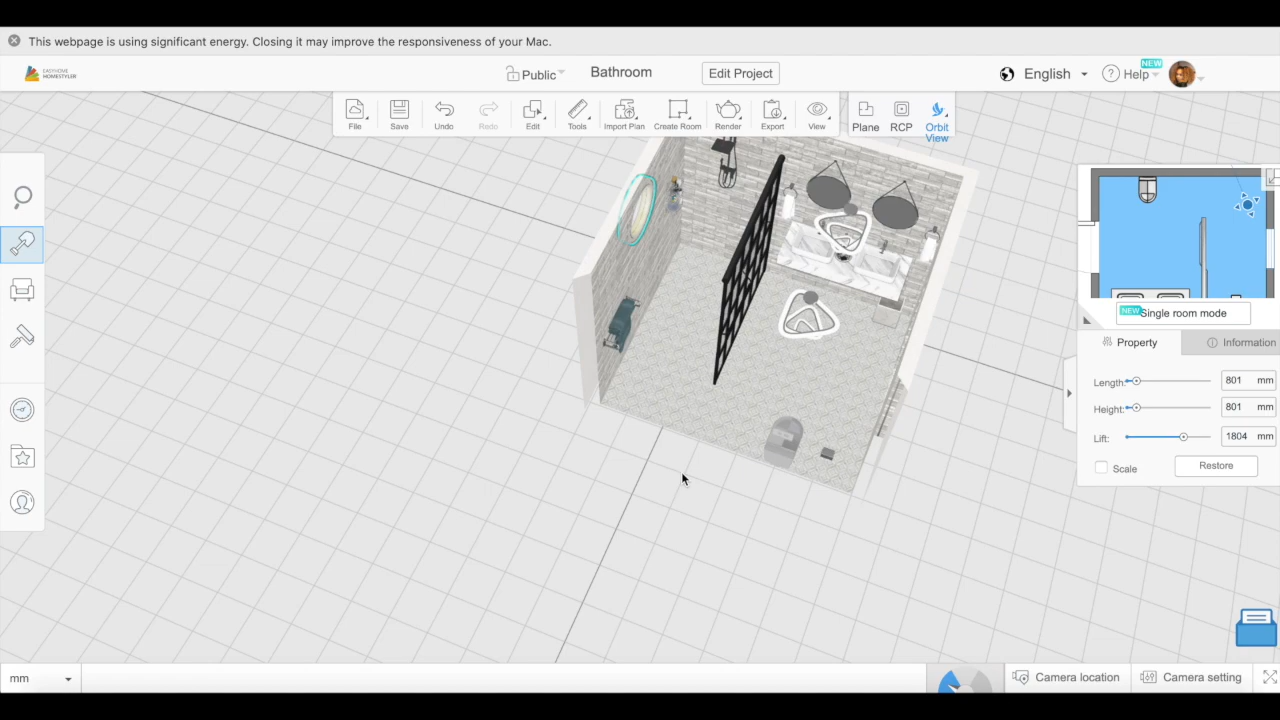 This webpage is using significant energy. Closing it may improve the responsiveness of your Mac.
EASYHOME
HOMESTYLER
Public
Bathroom
Edit Project
English
Help
NEW
File
Save
Undo
Redo
Edit
Tools
Import Plan
Create Room
Render
Export
View
Plane
RCP
Orbit
View
NEW
Single room mode
Property
Information
Length:
801 mm
Height:
801 mm
Lift:
1804 mm
Scale
Restore
mm
Camera location
Camera setting